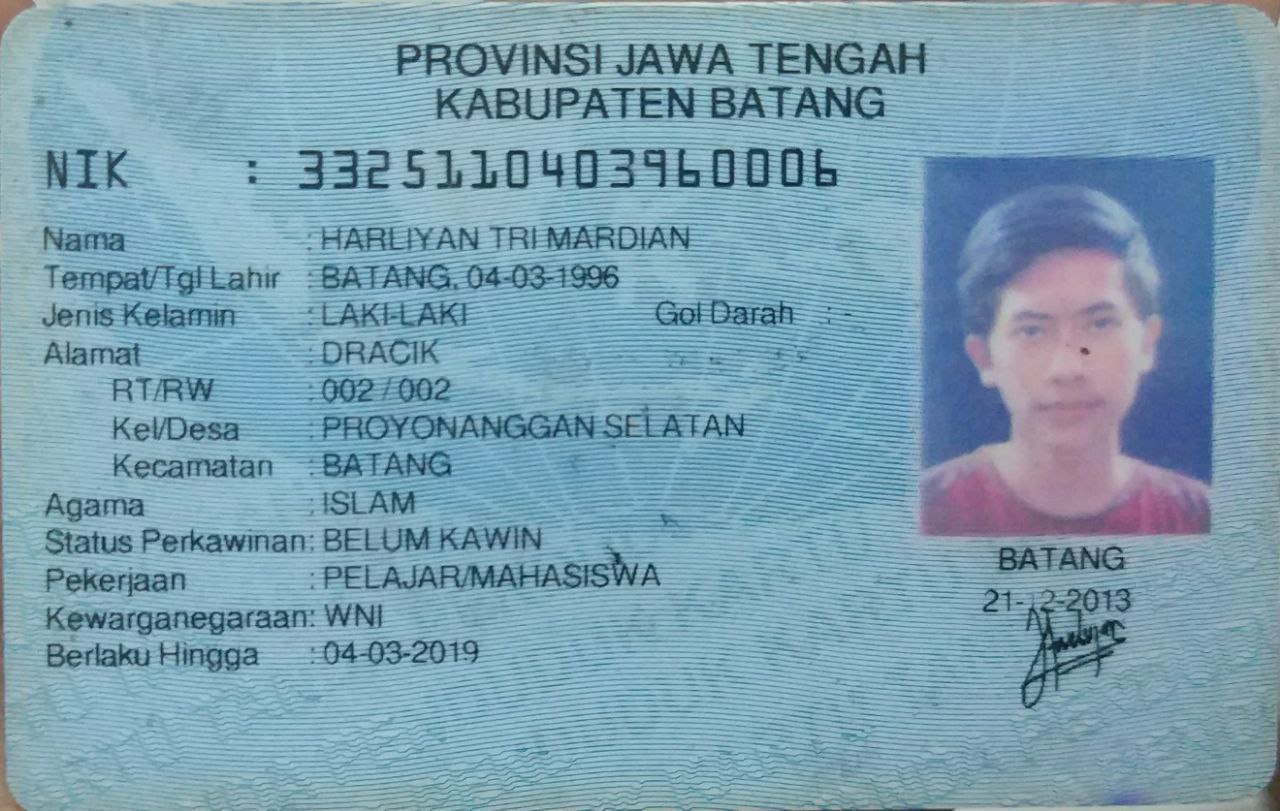 PROVINSI JAWA TENGAH
KABUPATEN BATANG
NIK : 3325110403960006
Nama : HARLIYAN TRI MARDIAN
Tempat/Tgl Lahir : BATANG, 04-03-1996
Jenis Kelamin : LAKI-LAKI Gol Darah : -
Alamat : DRACIK
RT/RW : 002 / 002
Kel/Desa : PROYONANGGAN SELATAN
Kecamatan : BATANG
Agama : ISLAM
Status Perkawinan: BELUM KAWIN
Pekerjaan : PELAJAR/MAHASISWA
Kewarganegaraan: WNI
Berlaku Hingga : 04-03-2019
BATANG
21-12-2013